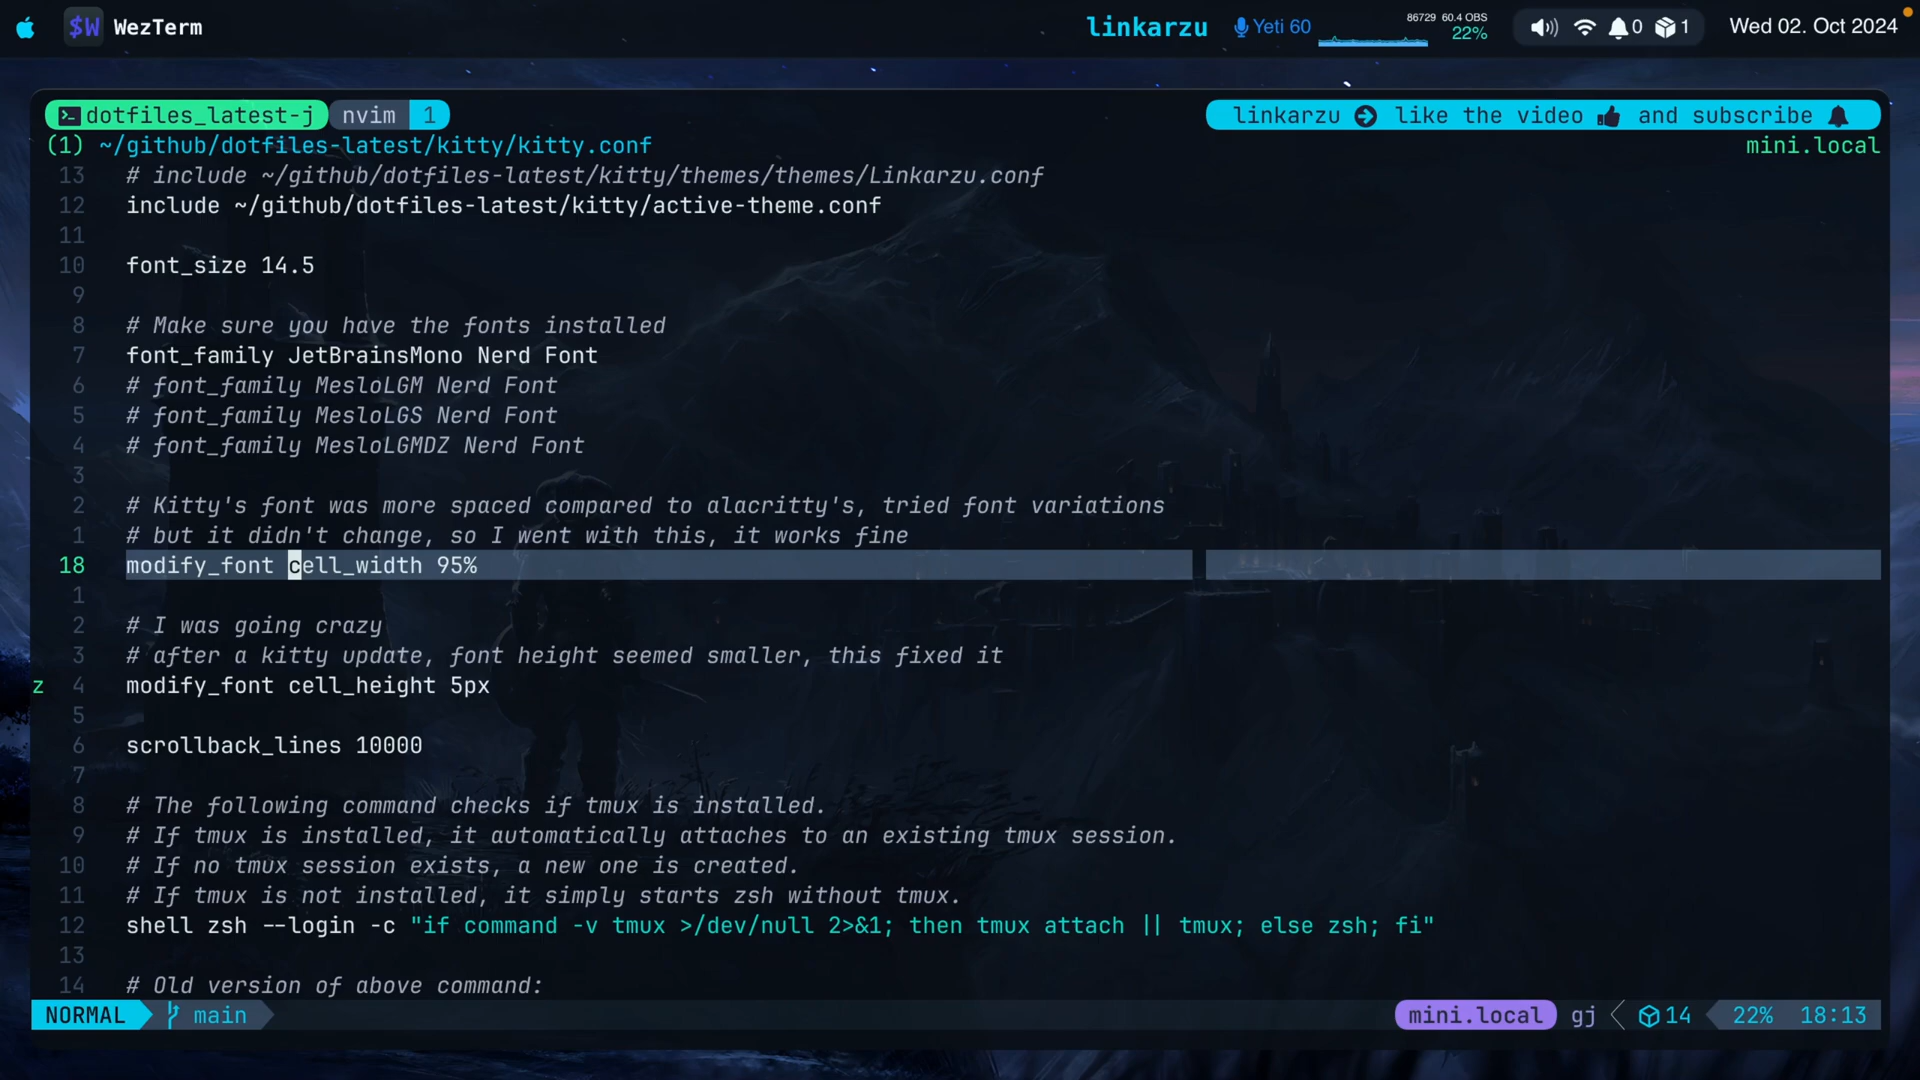 $W WezTerm linkarzu Yeti 60 86729 60.4 OBS 22% 0 1 Wed 02. Oct 2024
dotfiles_latest-j nvim 1 linkarzu like the video and subscribe
(1) ~/github/dotfiles-latest/kitty/kitty.conf mini.local
13 # include ~/github/dotfiles-latest/kitty/themes/themes/Linkarzu.conf
12 include ~/github/dotfiles-latest/kitty/active-theme.conf
11
10 font_size 14.5
9
8 # Make sure you have the fonts installed
7 font_family JetBrainsMono Nerd Font
6 # font_family MesloLGM Nerd Font
5 # font_family MesloLGS Nerd Font
4 # font_family MesloLGMDZ Nerd Font
3
2 # Kitty's font was more spaced compared to alacritty's, tried font variations
1 # but it didn't change, so I went with this, it works fine
18 modify_font cell_width 95%
1
2 # I was going crazy
3 # after a kitty update, font height seemed smaller, this fixed it
z 4 modify_font cell_height 5px
5
6 scrollback_lines 10000
7
8 # The following command checks if tmux is installed.
9 # If tmux is installed, it automatically attaches to an existing tmux session.
10 # If no tmux session exists, a new one is created.
11 # If tmux is not installed, it simply starts zsh without tmux.
12 shell zsh --login -c "if command -v tmux >/dev/null 2>&1; then tmux attach || tmux; else zsh; fi"
13
14 # Old version of above command:
NORMAL main mini.local gj 14 22% 18:13